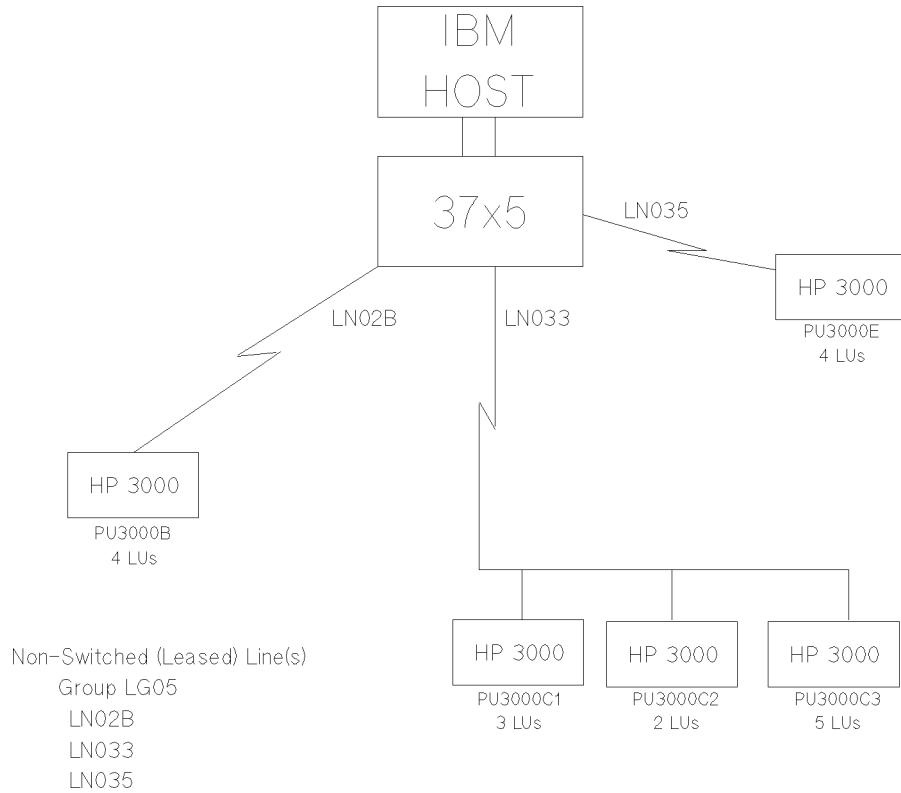 IBM
HOST
37x5
LN035
HP 3000
PU3000E
4 LUs
LN02B
LN033
HP 3000
PU3000B
4 LUs
HP 3000
PU3000C1
3 LUs
HP 3000
PU3000C2
2 LUs
HP 3000
PU3000C3
5 LUs
Non-Switched (Leased) Line(s)
Group LG05
LN02B
LN033
LN035